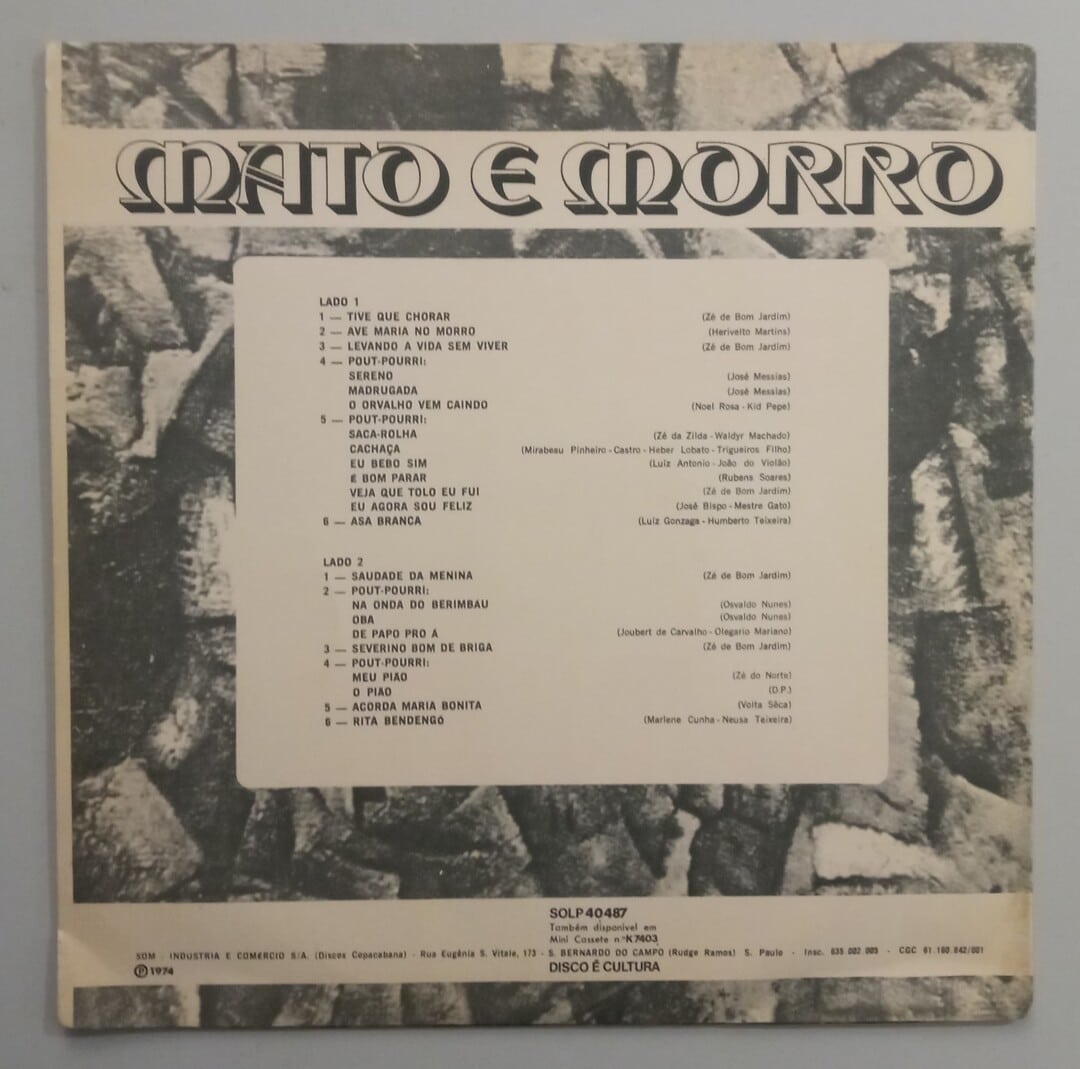 MATO E MORRO
LADO 1
1 — TIVE QUE CHORAR (Zé de Bom Jardim)
2 — AVE MARIA NO MORRO (Herivelto Martins)
3 — LEVANDO A VIDA SEM VIVER (Zé de Bom Jardim)
4 — POUT-POURRI:
SERENO (José Messias)
MADRUGADA (José Messias)
O ORVALHO VEM CAINDO (Noel Rosa - Kid Pepe)
5 — POUT-POURRI:
SACA-ROLHA (Zé da Zilda - Waldyr Machado)
CACHAÇA (Mirabeau Pinheiro - Castro - Heber Lobato - Trigueiros Filho)
EU BEBO SIM (Luiz Antonio - João do Violão)
É BOM PARAR (Rubens Soares)
VEJA QUE TOLO EU FUI (Zé de Bom Jardim)
EU AGORA SOU FELIZ (José Bispo - Mestre Gato)
6 — ASA BRANCA (Luiz Gonzaga - Humberto Teixeira)
LADO 2
1 — SAUDADE DA MENINA (Zé de Bom Jardim)
2 — POUT-POURRI:
NA ONDA DO BERIMBAU (Osvaldo Nunes)
OBA (Osvaldo Nunes)
DE PAPO PRO Á (Joubert de Carvalho - Olegario Mariano)
3 — SEVERINO BOM DE BRIGA (Zé de Bom Jardim)
4 — POUT-POURRI:
MEU PIAO (Zé do Norte)
O PIAO (D.P.)
5 — ACORDA MARIA BONITA (Volta Sêca)
6 — RITA BENDENGÓ (Marlene Cunha - Neusa Teixeira)
SOLP 40487
Também disponível em
Mini Cassete n.º K 7403
SOM - INDUSTRIA E COMERCIO S/A. (Discos Copacabana) - Rua Eugênia S. Vitale, 173 - S. BERNARDO DO CAMPO (Rudge Ramos) S. Paulo - Insc. 635.002.003 - CGC 61.160.842/001
Ⓟ 1974 DISCO É CULTURA